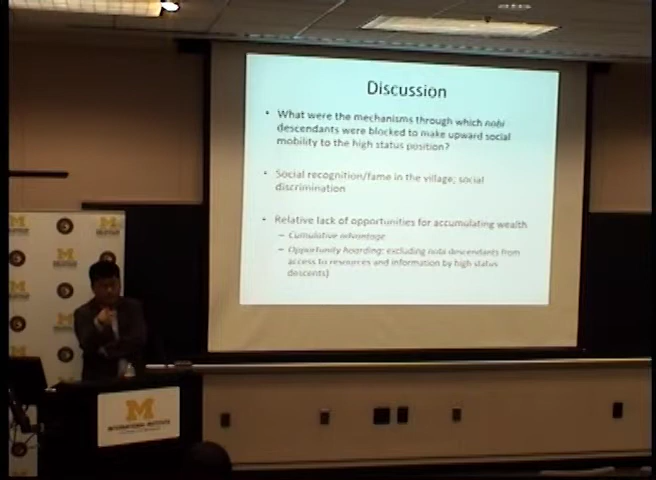 Discussion
• What were the mechanisms through which nobi
descendants were blocked to make upward social
mobility to the high status position?
• Social recognition/fame in the village; social
discrimination
• Relative lack of opportunities for accumulating wealth
– Cumulative advantage
– Opportunity hoarding: excluding nobi descendants from
access to resources and information by high status
descents)
M
INTERNATIONAL INSTITUTE